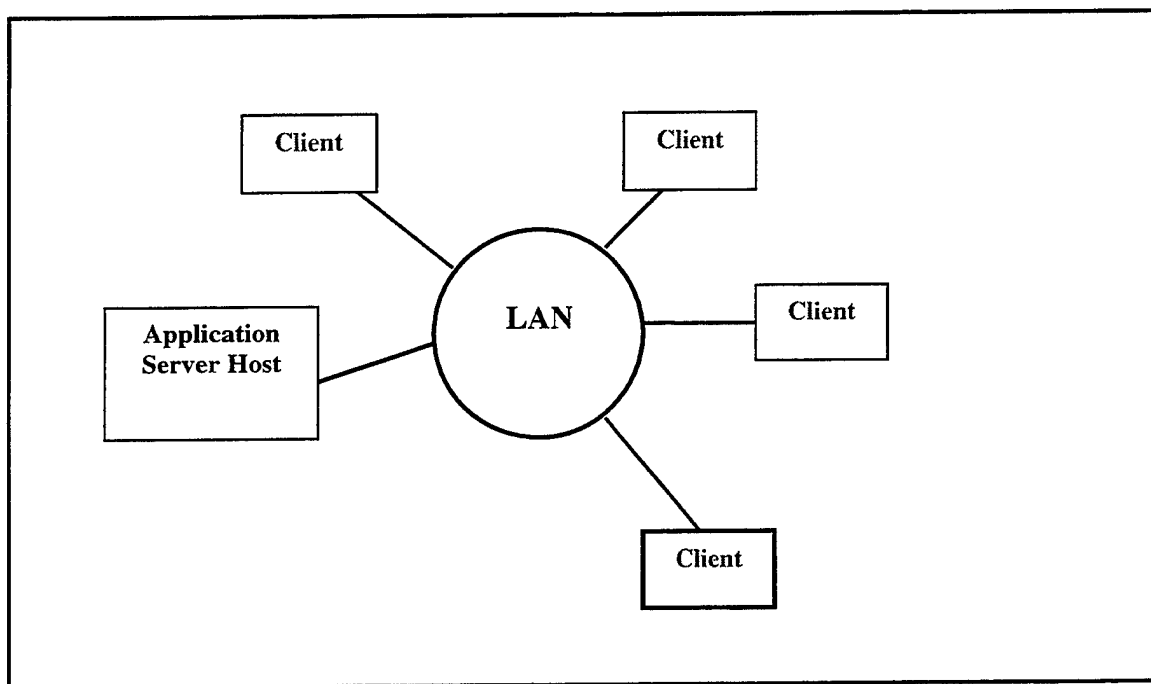 Client
Client
LAN
Client
Application
Server Host
Client